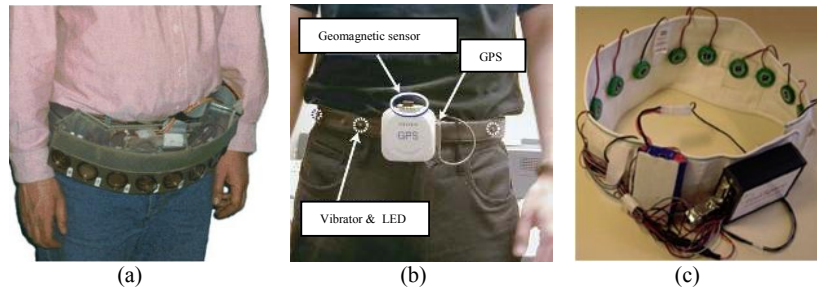 Geomagnetic sensor
GPS
GPS
Vibrator & LED
(a)
(b)
(c)